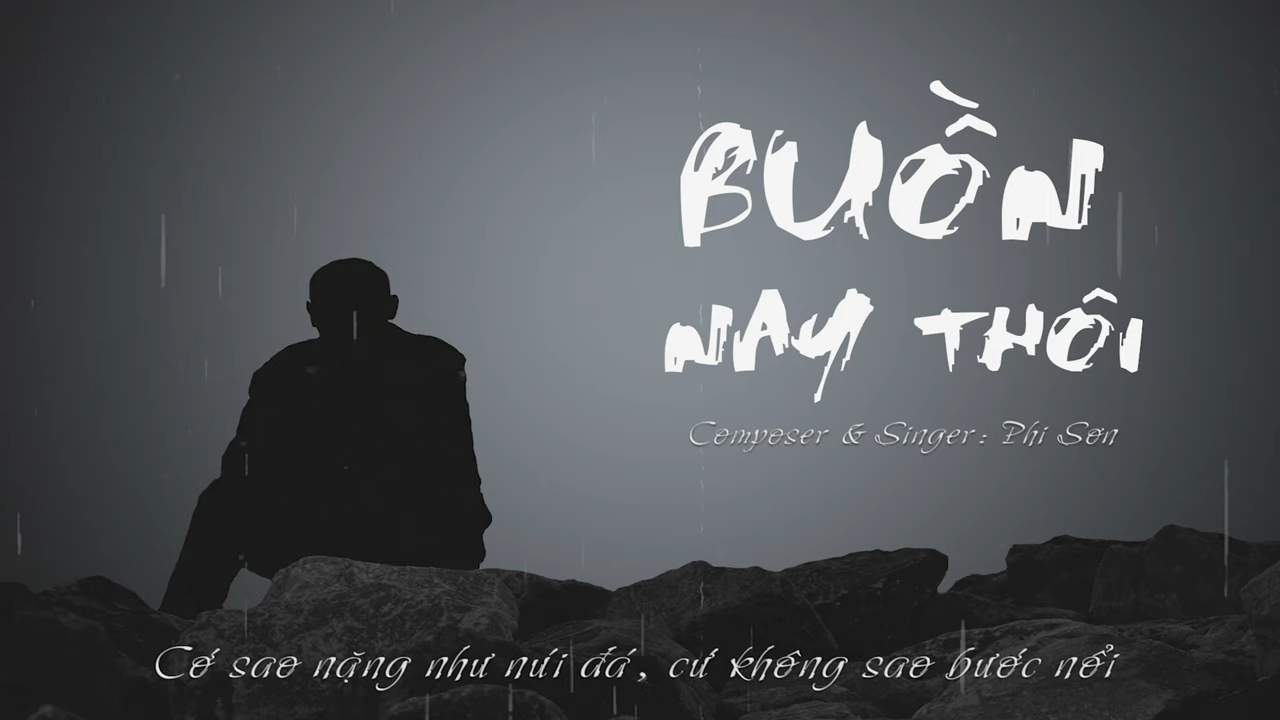 BUỒN
NAY THÔI
Composer & Singer: Phi Sơn
Cớ sao nặng như núi đá, cứ không sao bước nổi